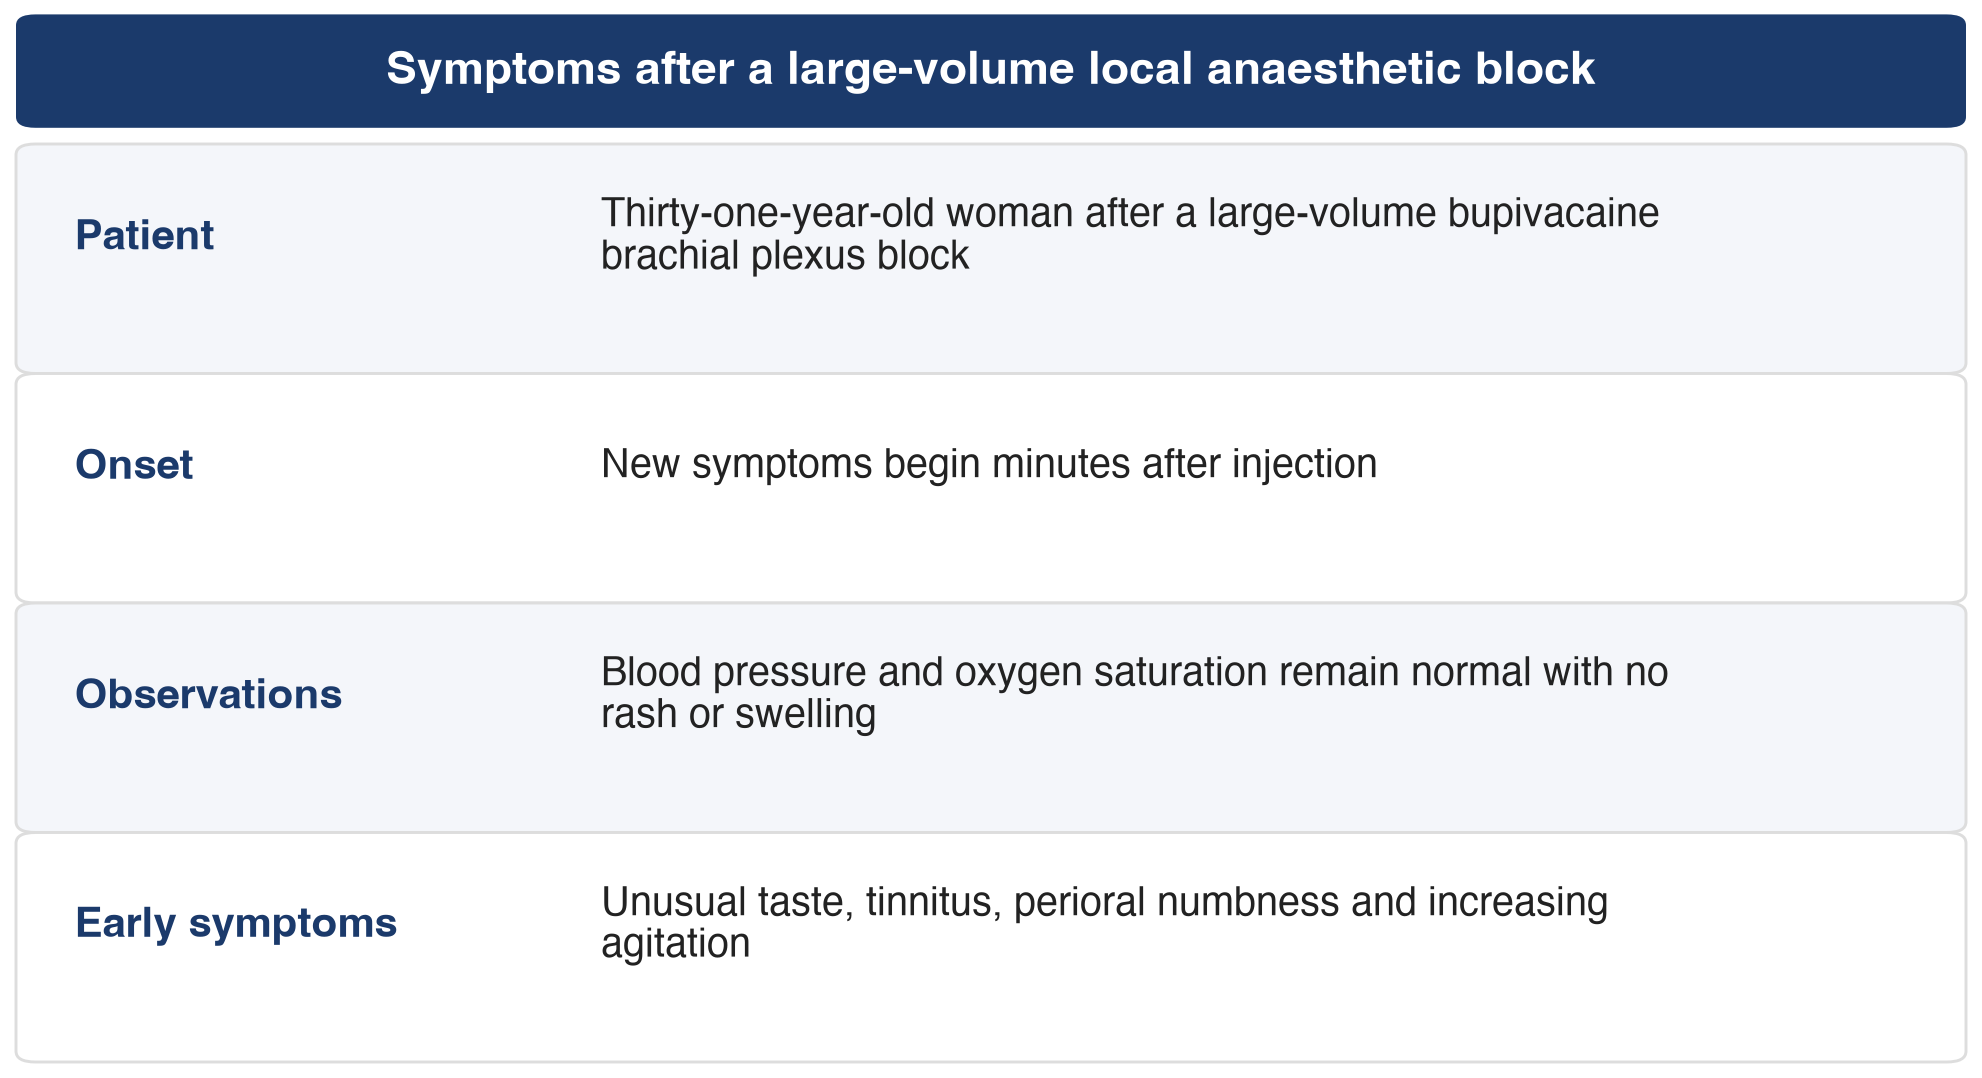 Symptoms after a large-volume local anaesthetic block
Patient
Thirty-one-year-old woman after a large-volume bupivacaine
brachial plexus block
Onset
New symptoms begin minutes after injection
Observations
Blood pressure and oxygen saturation remain normal with no
rash or swelling
Early symptoms
Unusual taste, tinnitus, perioral numbness and increasing
agitation